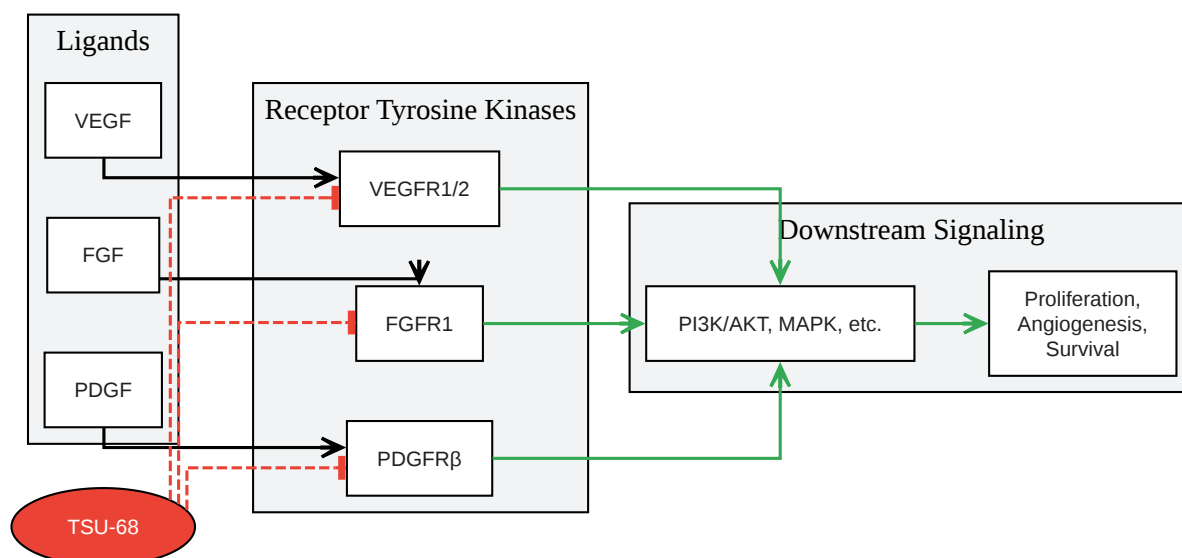 Ligands
VEGF
FGF
PDGF
TSU-68
Receptor Tyrosine Kinases
VEGFR1/2
FGFR1
PDGFRβ
Downstream Signaling
PI3K/AKT, MAPK, etc.
Proliferation,
Angiogenesis,
Survival